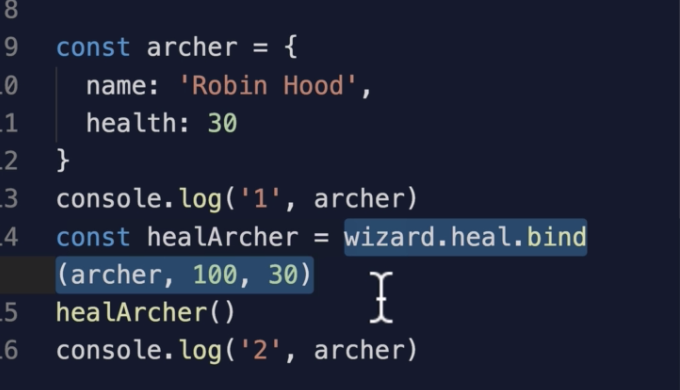 8
9 const archer = {
10 name: 'Robin Hood',
11 health: 30
12 }
13 console.log('1', archer)
14 const healArcher = wizard.heal.bind
(archer, 100, 30)
15 healArcher()
16 console.log('2', archer)